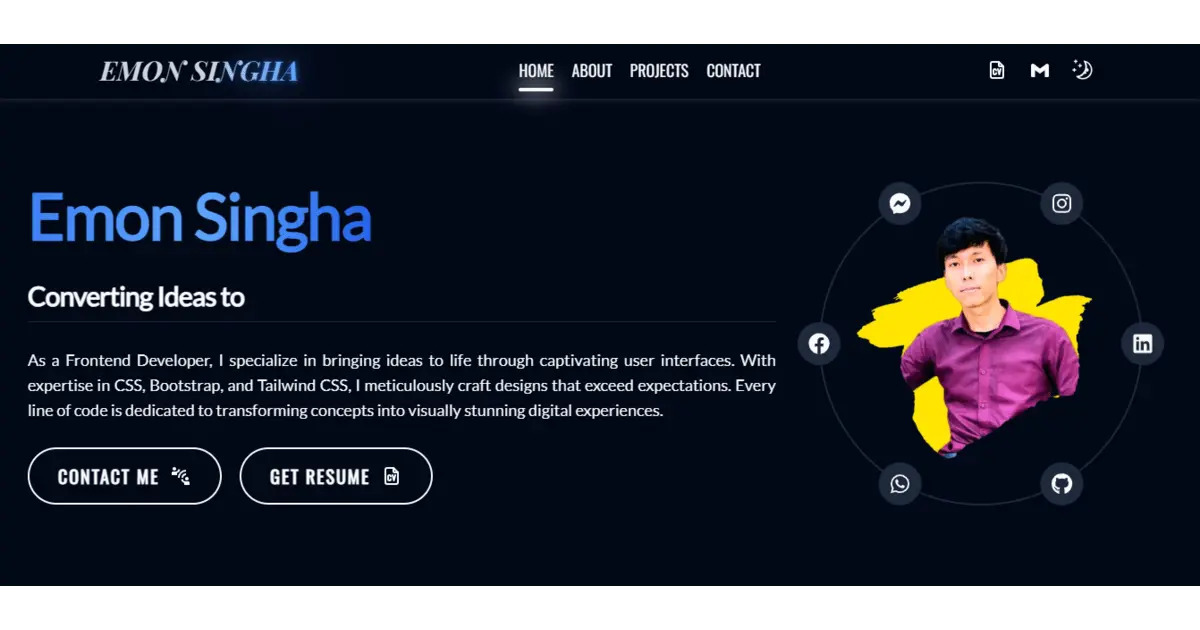 EMON SINGHA
HOME ABOUT PROJECTS CONTACT
CV
Emon Singha
Converting Ideas to
As a Frontend Developer, I specialize in bringing ideas to life through captivating user interfaces. With
expertise in CSS, Bootstrap, and Tailwind CSS, I meticulously craft designs that exceed expectations. Every
line of code is dedicated to transforming concepts into visually stunning digital experiences.
CONTACT ME
GET RESUME CV
in